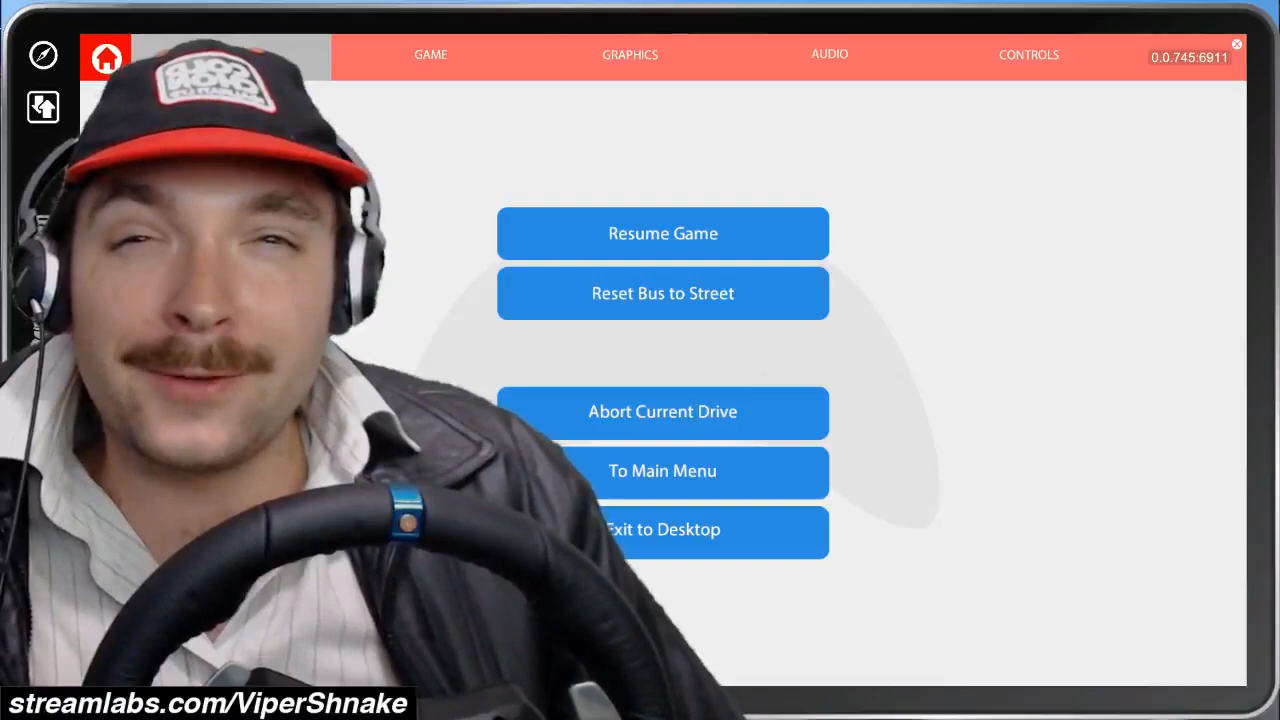 GAME
GRAPHICS
AUDIO
CONTROLS
0.0.745:6911
Resume Game
Reset Bus to Street
Abort Current Drive
To Main Menu
Exit to Desktop
streamlabs.com/ViperShnake